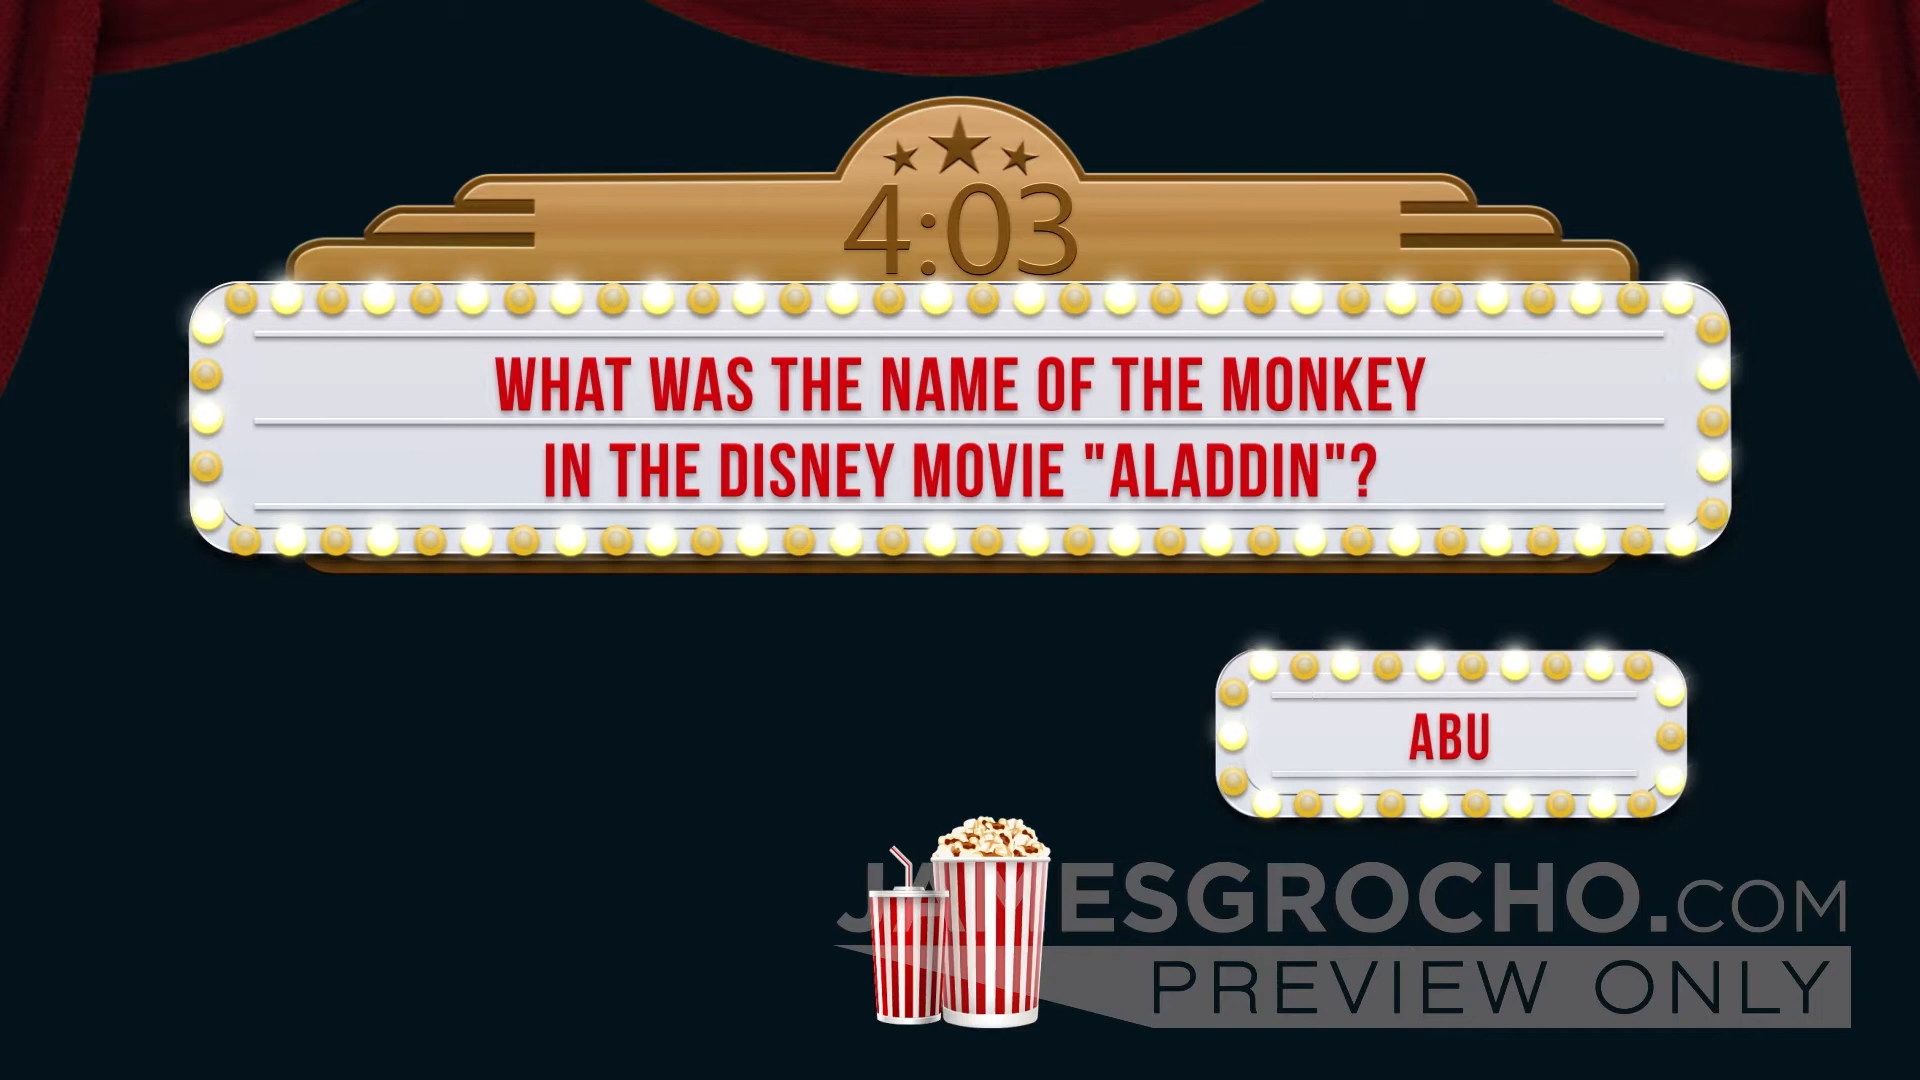 4:03
WHAT WAS THE NAME OF THE MONKEY
IN THE DISNEY MOVIE "ALADDIN"?
ABU
JAMESGROCHO.COM
PREVIEW ONLY